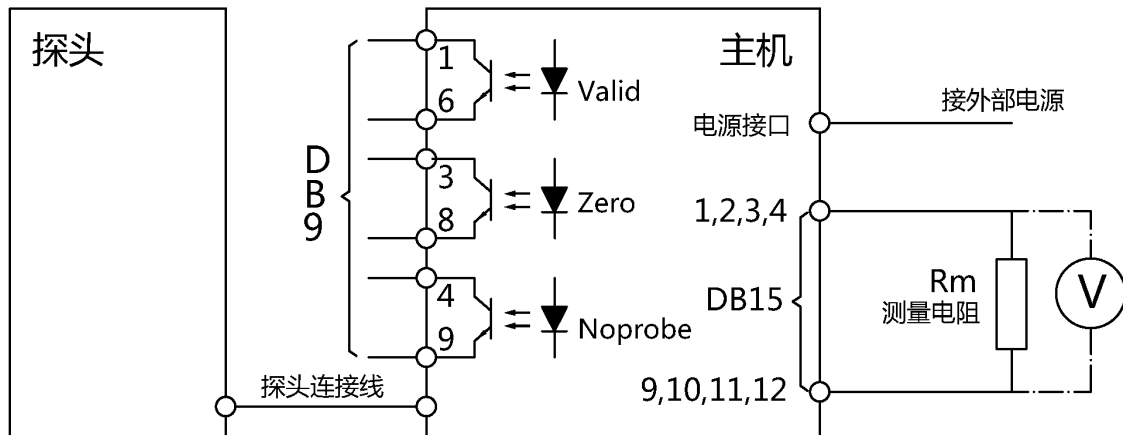 探头
主机
1
6
Valid
3
8
Zero
4
9
Noprobe
D
B
9
探头连接线
电源接口
接外部电源
1,2,3,4
DB15
9,10,11,12
Rm
测量电阻
V